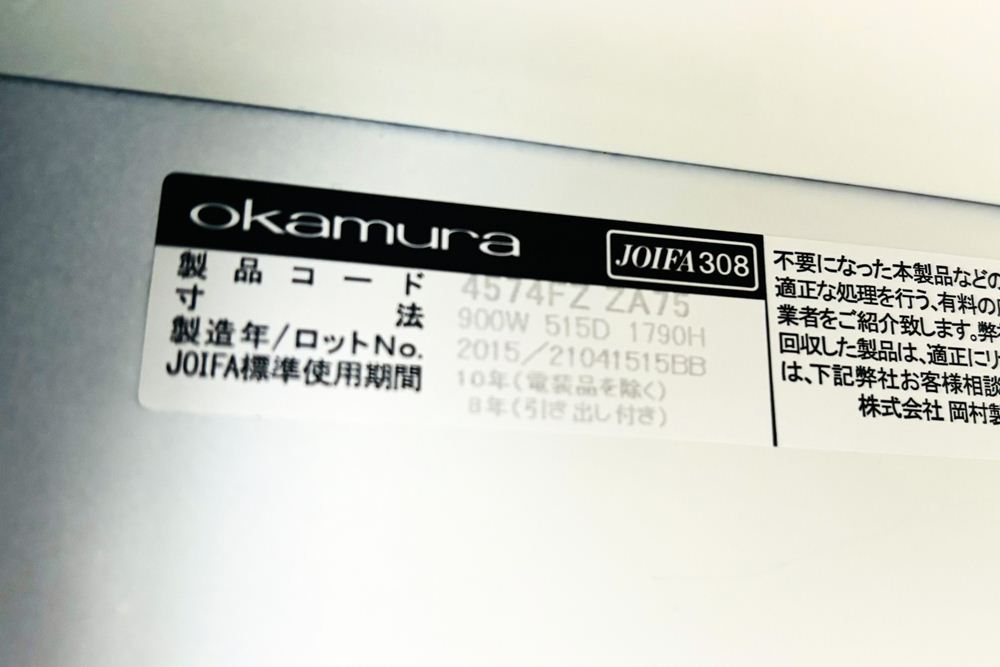 okamura
JOIFA308
製品コード 4574FZ ZA75
寸法 900W 515D 1790H
製造年/ロットNo. 2015/21041515BB
JOIFA標準使用期間 10年(電装品を除く)
8年(引き出し付き)
不要になった本製品などの
適正な処理を行う、有料の
業者をご紹介致します。弊
回収した製品は、適正にリ
は、下記弊社お客様相談
株式会社 岡村製